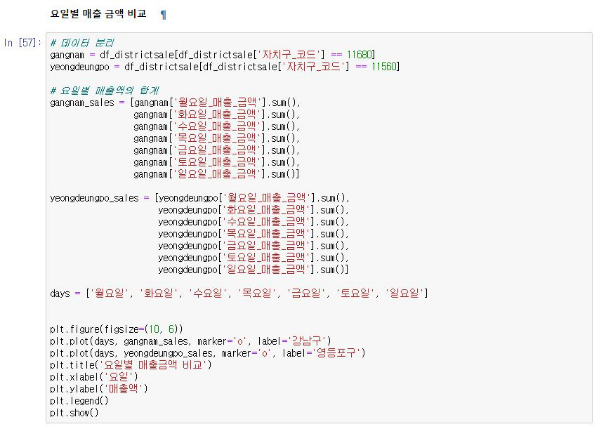 요일별 매출 금액 비교 ¶
In [57]:
# 데이터 분리
gangnam = df_districtsale[df_districtsale['자치구_코드'] == 11680]
yeongdeungpo = df_districtsale[df_districtsale['자치구_코드'] == 11560]
# 요일별 매출액의 합계
gangnam_sales = [gangnam['월요일_매출_금액'].sum(),
gangnam['화요일_매출_금액'].sum(),
gangnam['수요일_매출_금액'].sum(),
gangnam['목요일_매출_금액'].sum(),
gangnam['금요일_매출_금액'].sum(),
gangnam['토요일_매출_금액'].sum(),
gangnam['일요일_매출_금액'].sum()]
yeongdeungpo_sales = [yeongdeungpo['월요일_매출_금액'].sum(),
yeongdeungpo['화요일_매출_금액'].sum(),
yeongdeungpo['수요일_매출_금액'].sum(),
yeongdeungpo['목요일_매출_금액'].sum(),
yeongdeungpo['금요일_매출_금액'].sum(),
yeongdeungpo['토요일_매출_금액'].sum(),
yeongdeungpo['일요일_매출_금액'].sum()]
days = ['월요일', '화요일', '수요일', '목요일', '금요일', '토요일', '일요일']
plt.figure(figsize=(10, 6))
plt.plot(days, gangnam_sales, marker='o', label='강남구')
plt.plot(days, yeongdeungpo_sales, marker='o', label='영등포구')
plt.title('요일별 매출금액 비교')
plt.xlabel('요일')
plt.ylabel('매출액')
plt.legend()
plt.show()